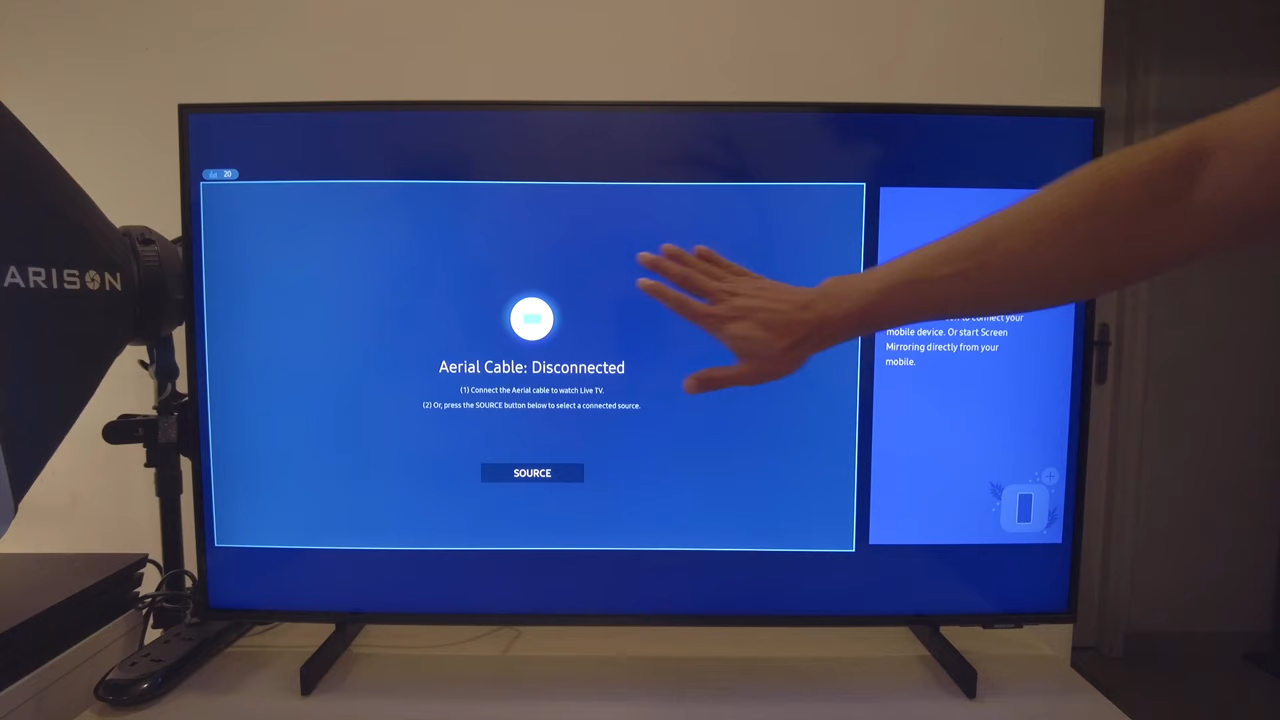 20
ARISON
Aerial Cable: Disconnected
(1) Connect the Aerial cable to watch Live TV.
(2) Or, press the SOURCE button below to select a connected source.
SOURCE
to connect your
mobile device. Or start Screen
Mirroring directly from your
mobile.